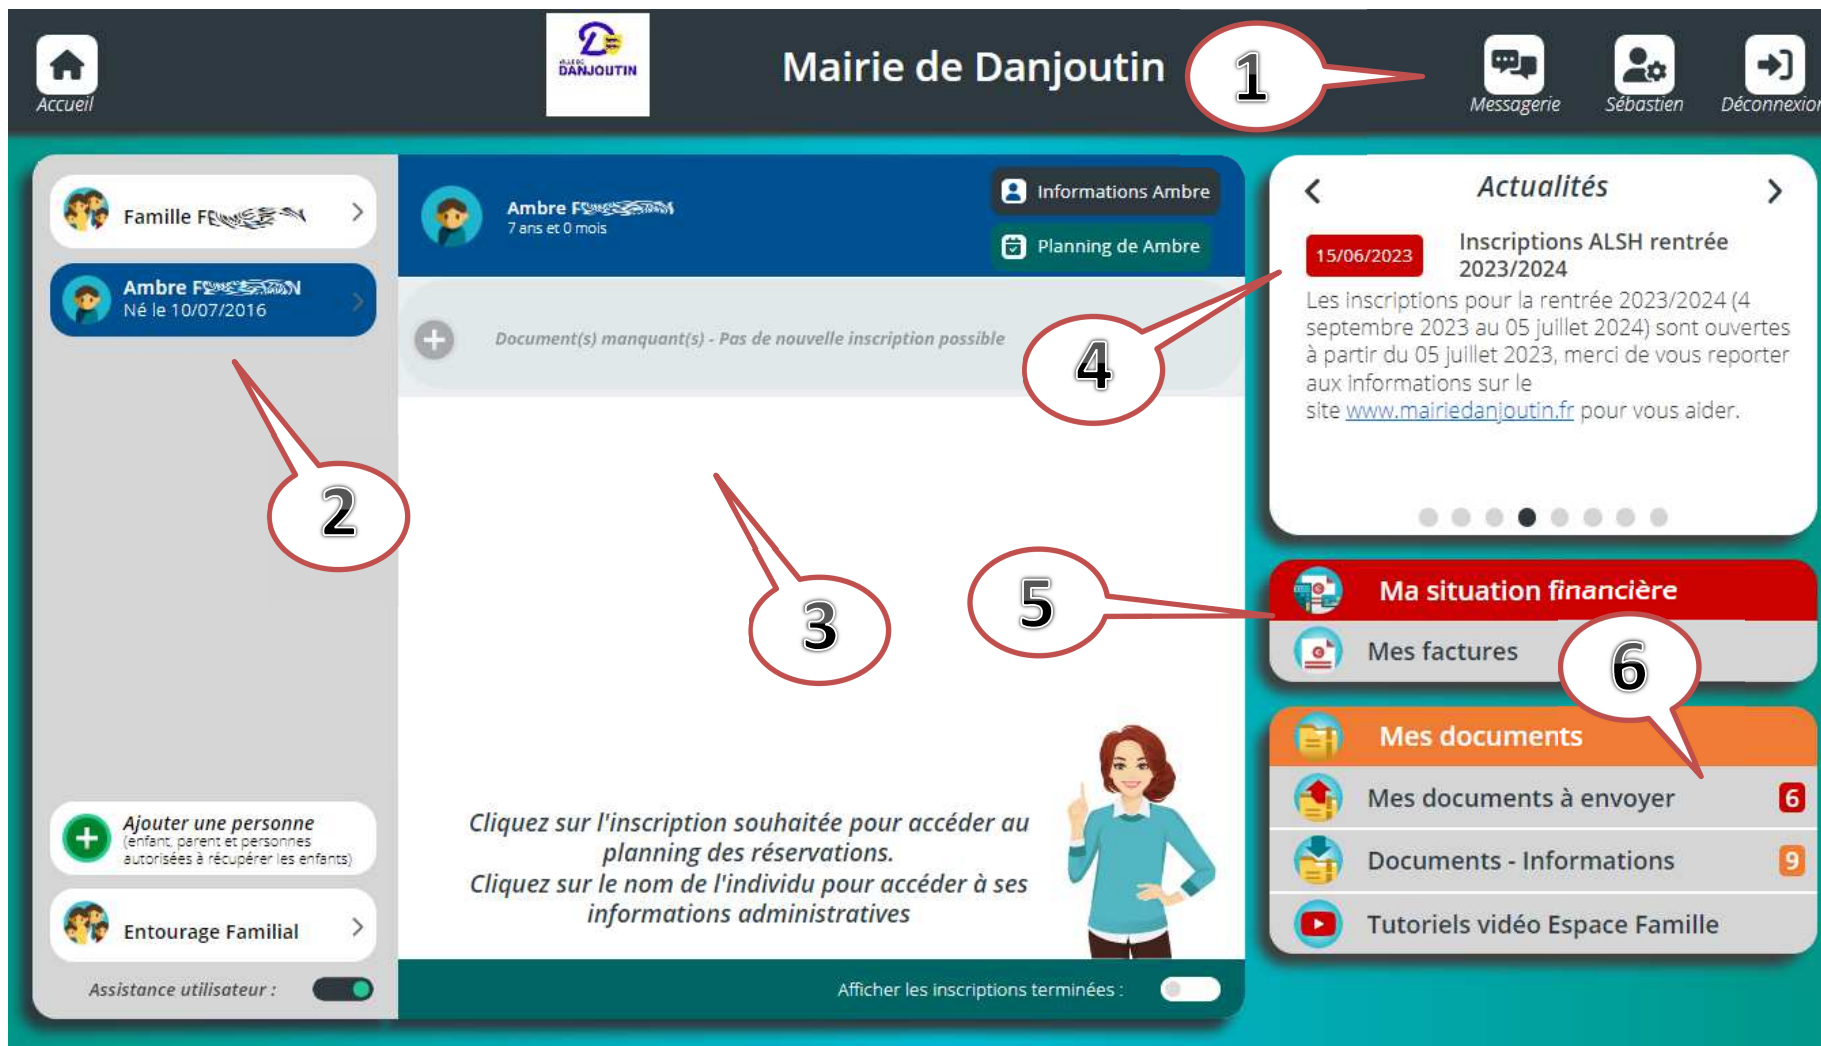 Accueil
VILLE DE
DANJOUTIN
Mairie de Danjoutin
1
Messagerie
Sébastien
Déconnexion
Famille
Ambre
Né le 10/07/2016
2
Ajouter une personne
(enfant, parent et personnes
autorisées à récupérer les enfants)
Entourage Familial
Assistance utilisateur :
Ambre
7 ans et 0 mois
Informations Ambre
Planning de Ambre
Document(s) manquant(s) - Pas de nouvelle inscription possible
4
3
5
Cliquez sur l'inscription souhaitée pour accéder au
planning des réservations.
Cliquez sur le nom de l'individu pour accéder à ses
informations administratives
Afficher les inscriptions terminées :
Actualités
15/06/2023
Inscriptions ALSH rentrée
2023/2024
Les inscriptions pour la rentrée 2023/2024 (4
septembre 2023 au 05 juillet 2024) sont ouvertes
à partir du 05 juillet 2023, merci de vous reporter
aux informations sur le
site www.mairiedanjoutin.fr pour vous aider.
Ma situation financière
Mes factures
6
Mes documents
Mes documents à envoyer 6
Documents - Informations 9
Tutoriels vidéo Espace Famille